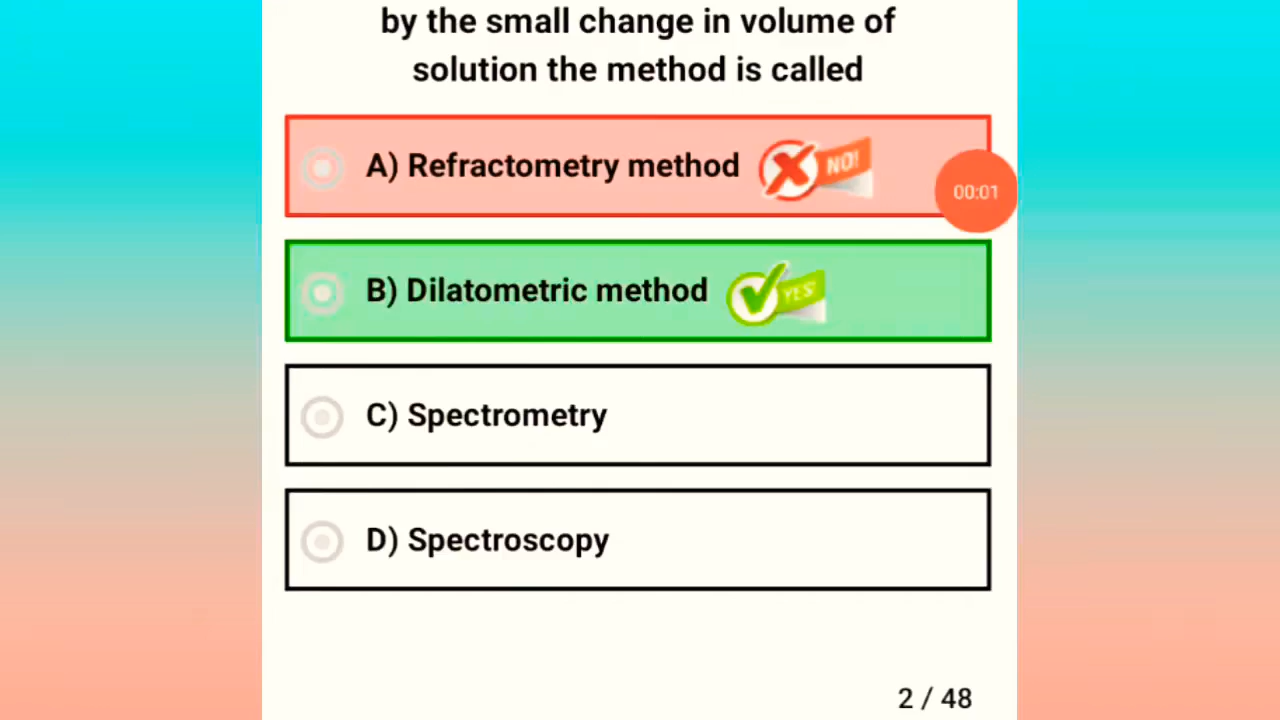 by the small change in volume of
solution the method is called
A) Refractometry method NO!
00:01
B) Dilatometric method YES!
C) Spectrometry
D) Spectroscopy
2 / 48